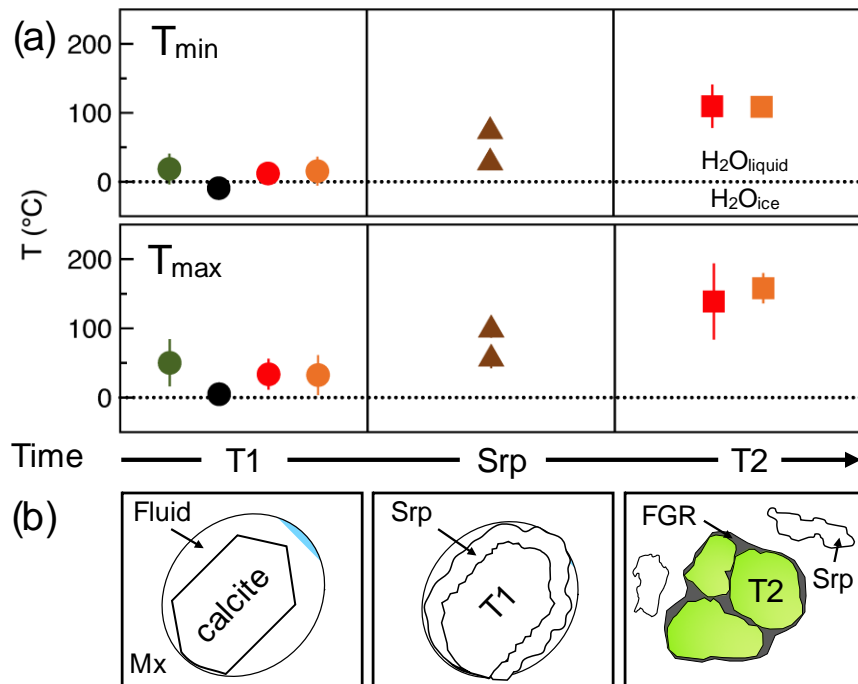 (a)
T (°C)
Tmin
200
100
0
H2Oliquid
H2Oice
Tmax
200
100
0
Time
T1
Srp
T2
(b)
Fluid
calcite
Mx
Srp
T1
FGR
T2
Srp